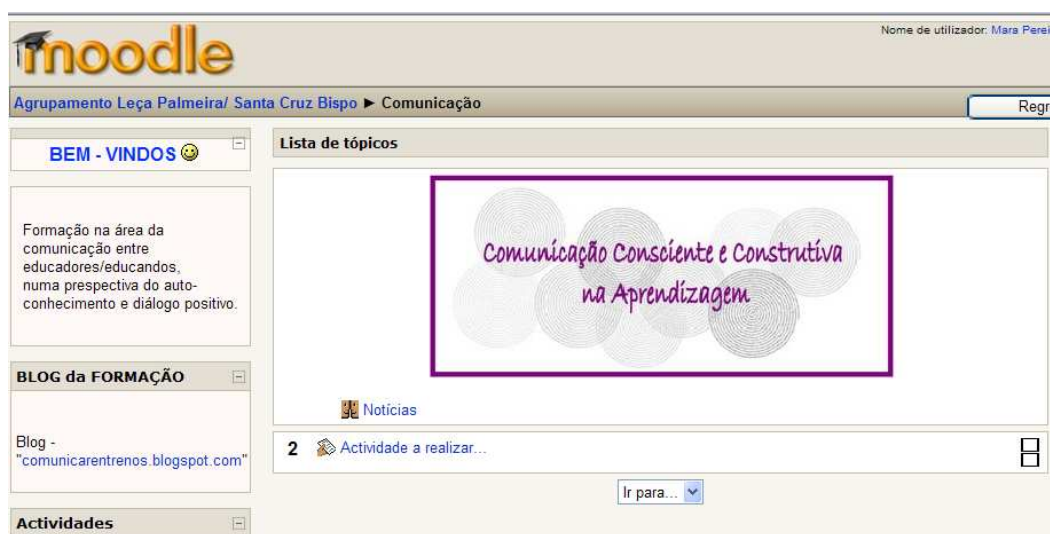 moodle
Nome de utilizador: Mara Perei
Agrupamento Leça Palmeira/ Santa Cruz Bispo ► Comunicação
Regr
BEM - VINDOS
Formação na área da
comunicação entre
educadores/educandos,
numa prespectiva do auto-
conhecimento e diálogo positivo.
BLOG da FORMAÇÃO
Blog -
"comunicarentrenos.blogspot.com"
Actividades
Lista de tópicos
Comunicação Consciente e Construtiva
na Aprendizagem
Notícias
2 Actividade a realizar...
Ir para...